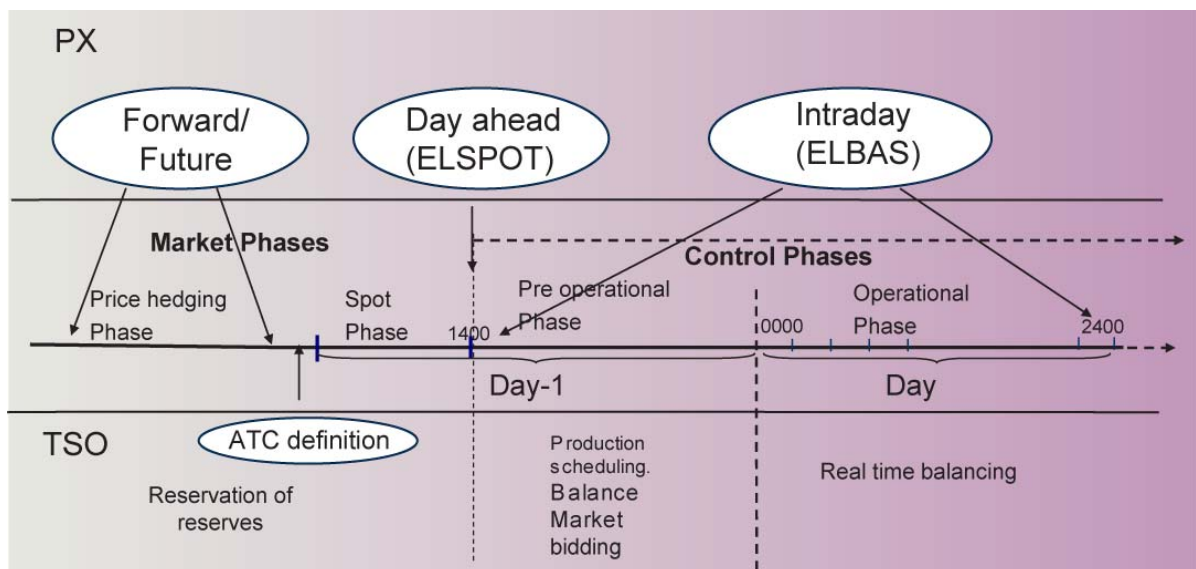 PX
Forward/
Future
Day ahead
(ELSPOT)
Intraday
(ELBAS)
Market Phases
Control Phases
Price hedging
Phase
Spot
Phase
1400
Pre operational
Phase
0000
Operational
Phase
2400
Day-1
Day
TSO
ATC definition
Reservation of
reserves
Production
scheduling.
Balance
Market
bidding
Real time balancing